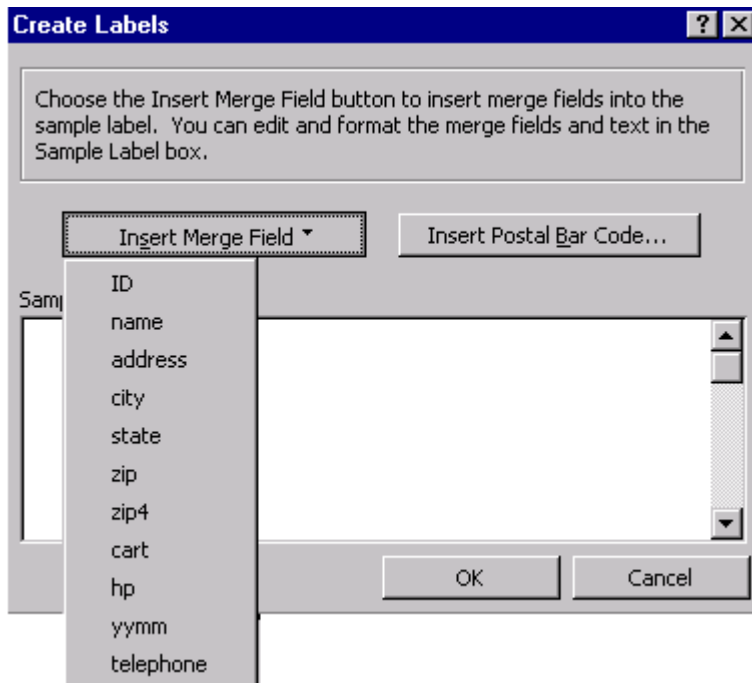 Create Labels
Choose the Insert Merge Field button to insert merge fields into the
sample label. You can edit and format the merge fields and text in the
Sample Label box.
Insert Merge Field
Insert Postal Bar Code...
ID
name
address
city
state
zip
zip4
cart
hp
yymm
telephone
OK
Cancel